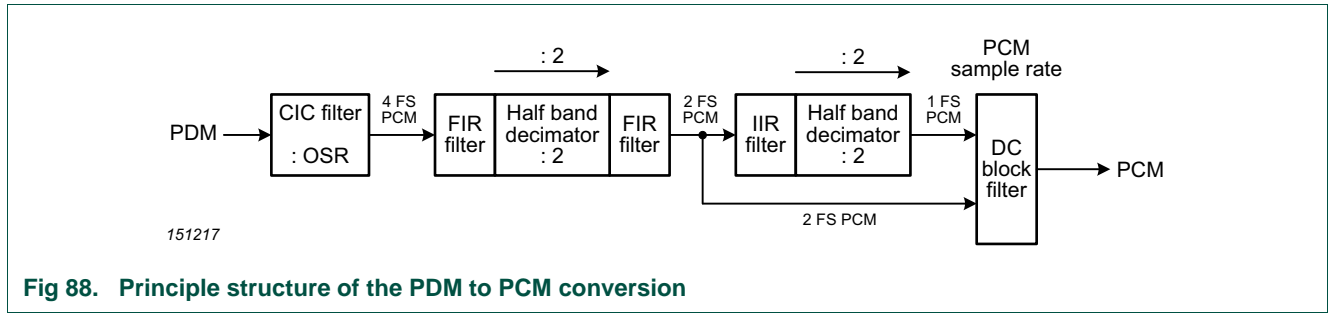 : 2
: 2
PCM
sample rate
PDM
CIC filter
: OSR
4 FS
PCM
FIR
filter
Half band
decimator
: 2
FIR
filter
2 FS
PCM
IIR
filter
Half band
decimator
: 2
1 FS
PCM
DC
block
filter
PCM
2 FS PCM
151217
Fig 88. Principle structure of the PDM to PCM conversion